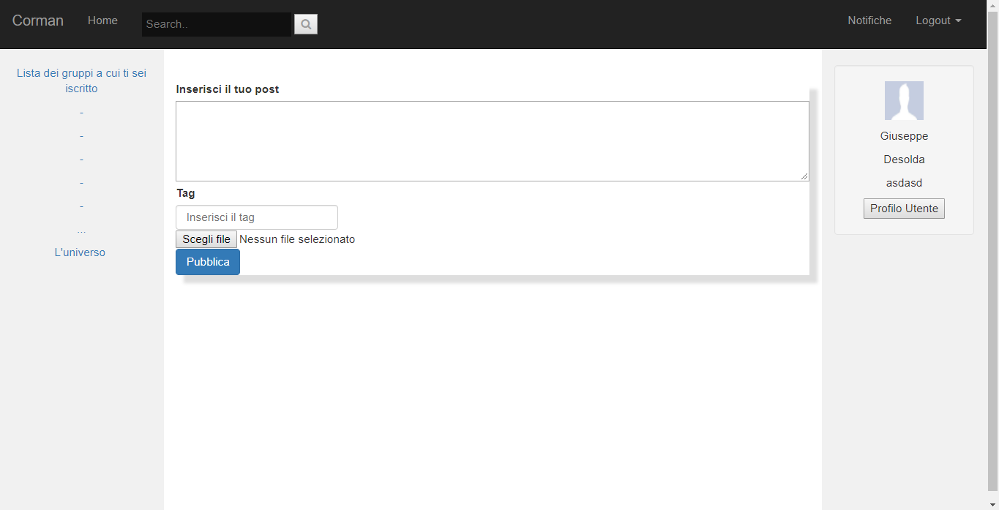 Corman Home Search.. Notifiche Logout
Lista dei gruppi a cui ti sei
iscritto
-
-
-
-
-
...
L'universo
Inserisci il tuo post
Tag
Inserisci il tag
Scegli file Nessun file selezionato
Pubblica
Giuseppe
Desolda
asdasd
Profilo Utente